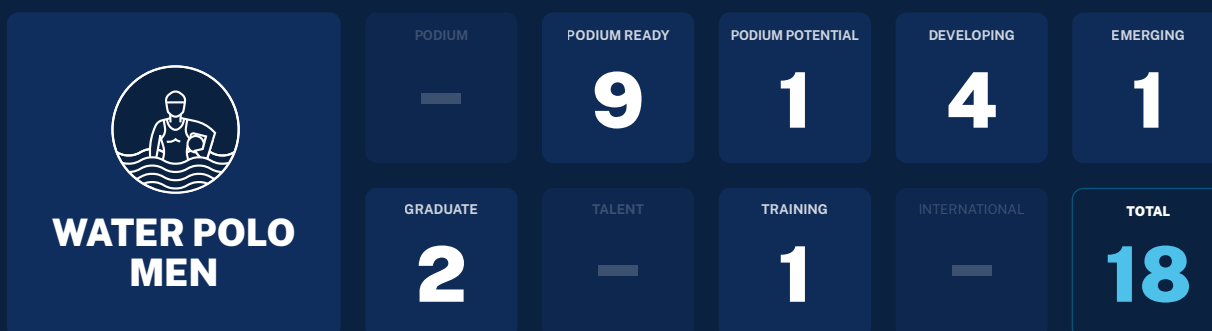 WATER POLO
MEN
PODIUM
–
PODIUM READY
9
PODIUM POTENTIAL
1
DEVELOPING
4
EMERGING
1
GRADUATE
2
TALENT
–
TRAINING
1
INTERNATIONAL
–
TOTAL
18